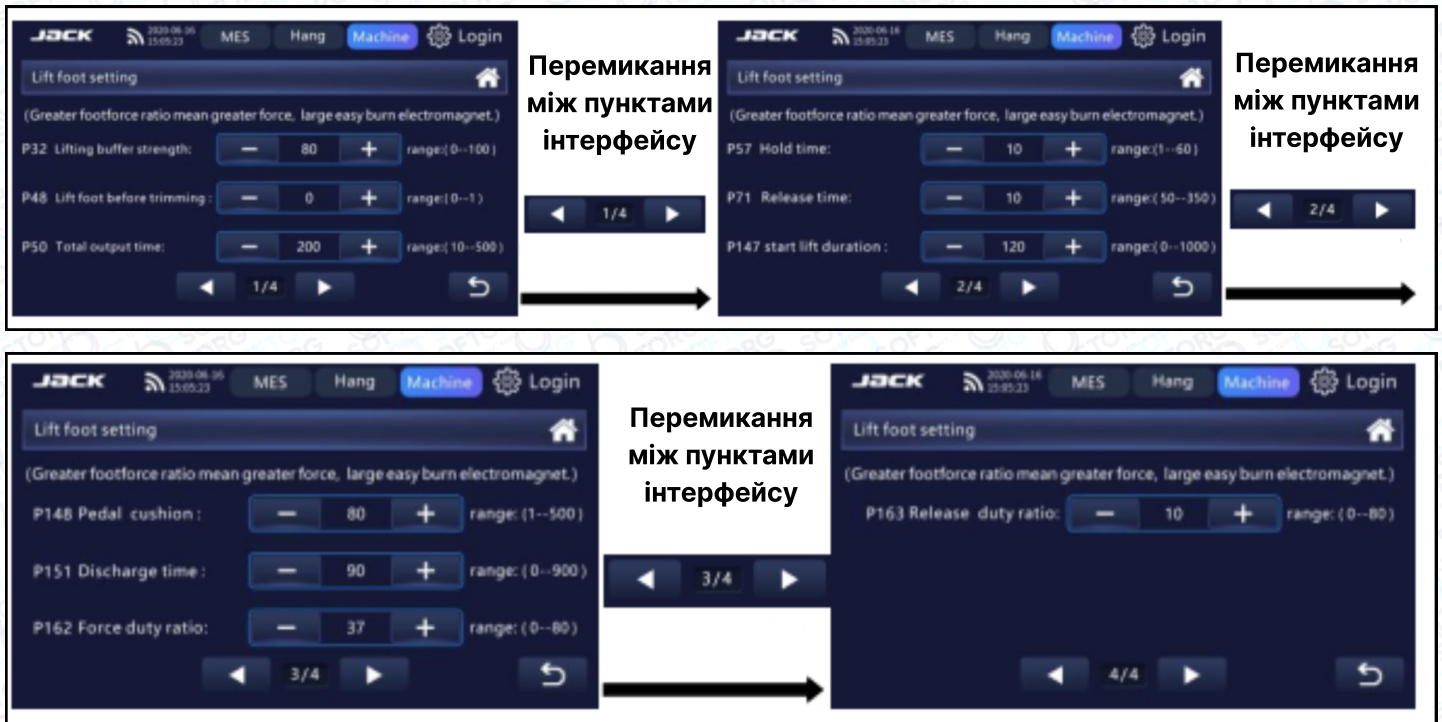 JACK 2020-06-16 15:05:23 MES Hang Machine Login
Lift foot setting
(Greater footforce ratio mean greater force, large easy burn electromagnet.)
P32 Lifting buffer strength: — 80 + range:(0--100)
P48 Lift foot before trimming: — 0 + range:(0--1)
P50 Total output time: — 200 + range:(10--500)
1/4
Перемикання
між пунктами
інтерфейсу
1/4
JACK 2020-06-16 15:05:23 MES Hang Machine Login
Lift foot setting
(Greater footforce ratio mean greater force, large easy burn electromagnet.)
P57 Hold time: — 10 + range:(1--60)
P71 Release time: — 10 + range:(50--350)
P147 start lift duration: — 120 + range:(0--1000)
2/4
Перемикання
між пунктами
інтерфейсу
2/4
JACK 2020-06-16 15:05:23 MES Hang Machine Login
Lift foot setting
(Greater footforce ratio mean greater force, large easy burn electromagnet.)
P148 Pedal cushion: — 80 + range: (1--500)
P151 Discharge time: — 90 + range: (0--900)
P162 Force duty ratio: — 37 + range: (0--80)
3/4
Перемикання
між пунктами
інтерфейсу
3/4
JACK 2020-06-16 15:05:23 MES Hang Machine Login
Lift foot setting
(Greater footforce ratio mean greater force, large easy burn electromagnet.)
P163 Release duty ratio: — 10 + range: (0--80)
4/4